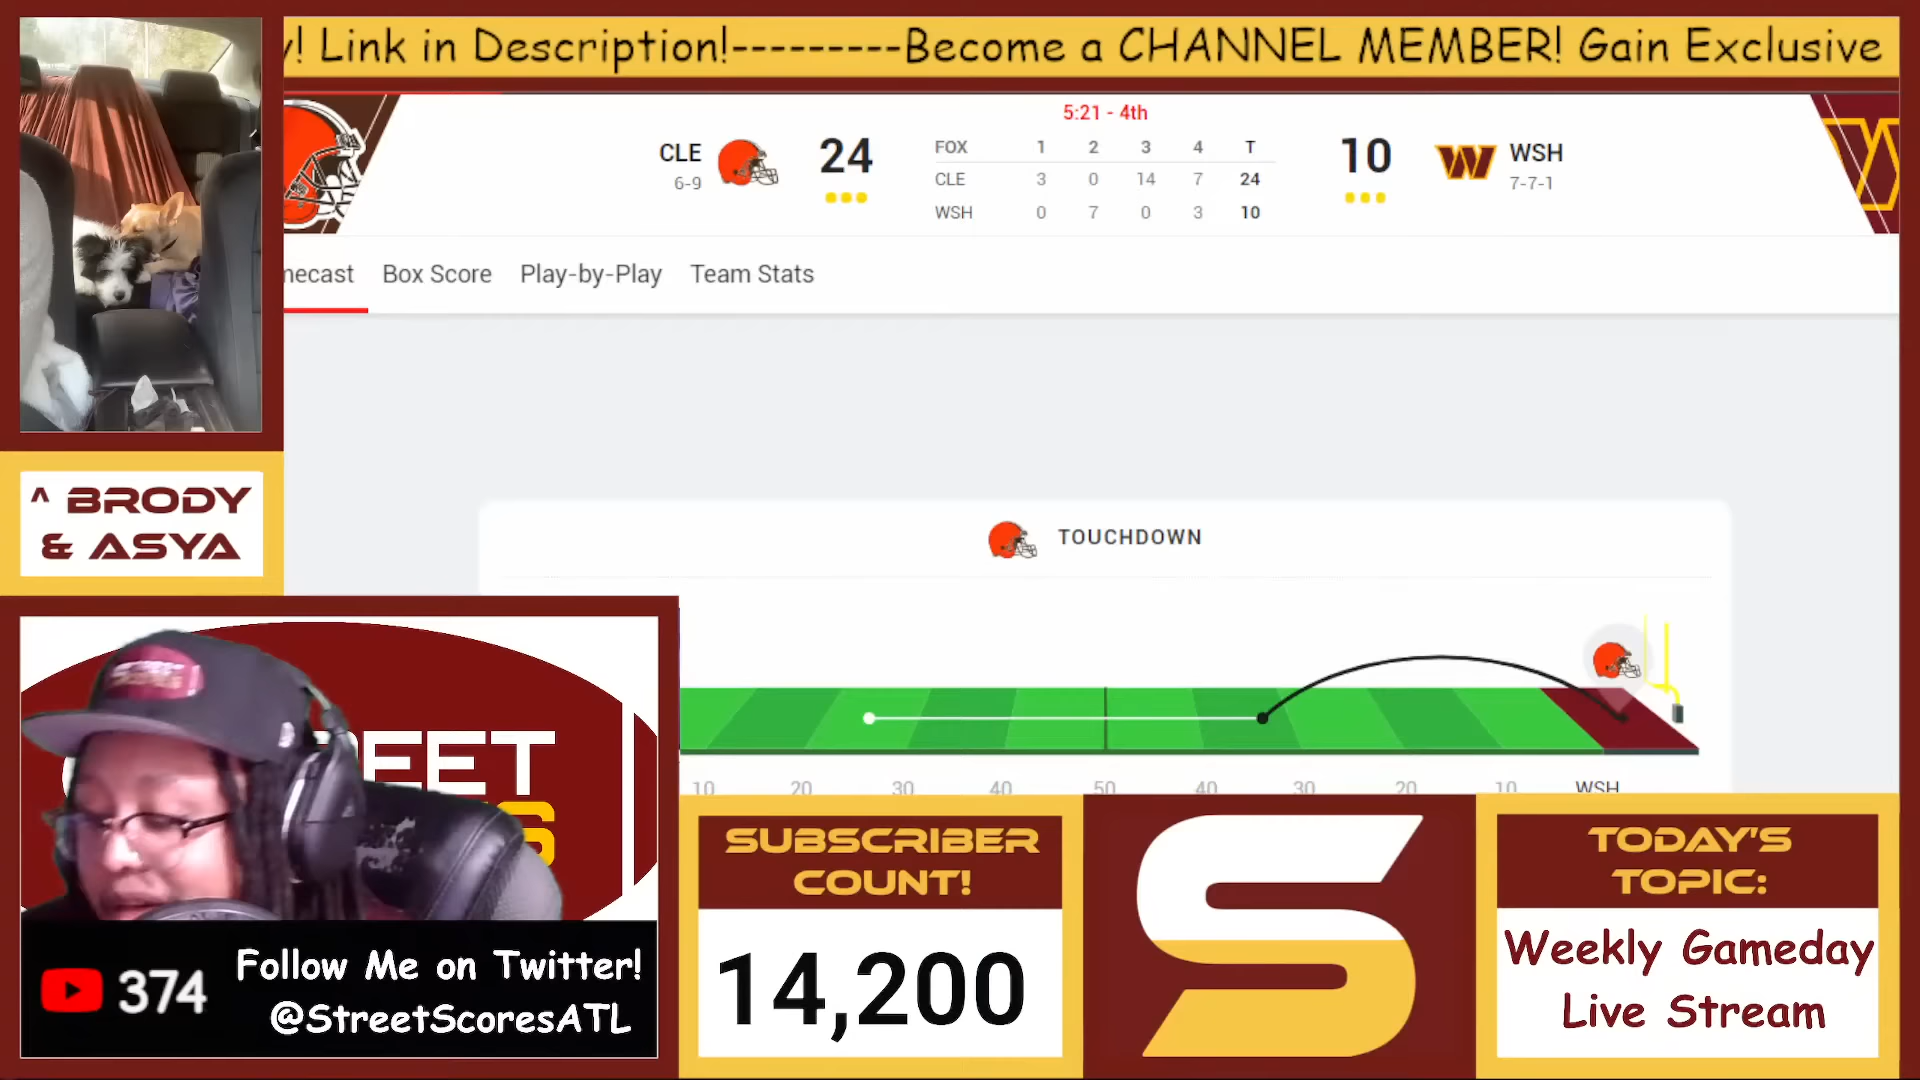 y! Link in Description!---------Become a CHANNEL MEMBER! Gain Exclusive
5:21 - 4th
CLE 24 FOX 1 2 3 4 T 10 WSH
6-9 CLE 3 0 14 7 24 7-7-1
WSH 0 7 0 3 10
necast Box Score Play-by-Play Team Stats
TOUCHDOWN
^ BRODY
& ASYA
10 20 30 40 50 40 30 20 10 WSH
EET
S
SUBSCRIBER
COUNT!
14,200
TODAY'S
TOPIC:
Weekly Gameday
Live Stream
374 Follow Me on Twitter!
@StreetScoresATL